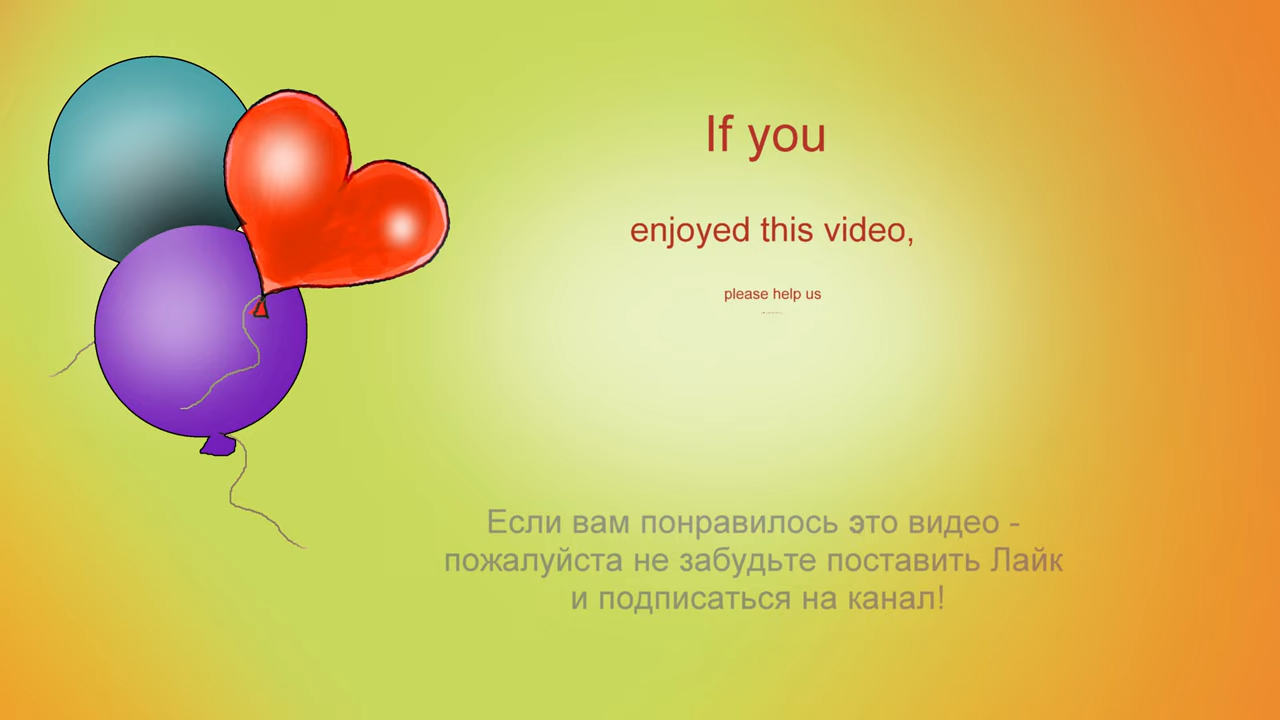 If you
enjoyed this video,
please help us
Если вам понравилось это видео -
пожалуйста не забудьте поставить Лайк
и подписаться на канал!